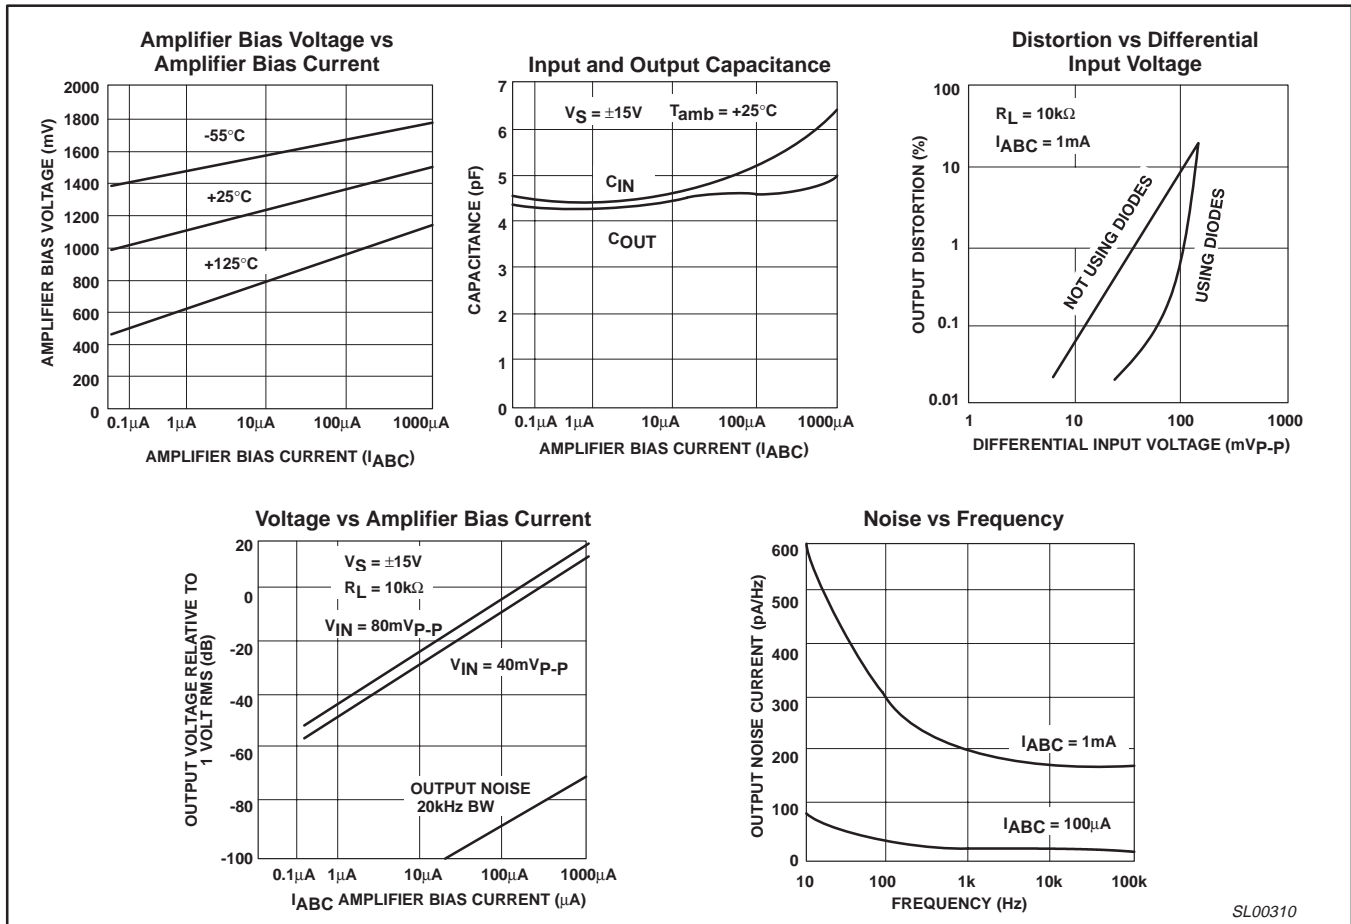 Amplifier Bias Voltage vs
Amplifier Bias Current
AMPLIFIER BIAS VOLTAGE (mV)
2000
1800
1600
1400
1200
1000
800
600
400
200
0
-55°C
+25°C
+125°C
0.1µA 1µA 10µA 100µA 1000µA
AMPLIFIER BIAS CURRENT (IABC)
Input and Output Capacitance
CAPACITANCE (pF)
7
6
5
4
3
2
1
0
VS = ±15V Tamb = +25°C
CIN
COUT
0.1µA 1µA 10µA 100µA 1000µA
AMPLIFIER BIAS CURRENT (IABC)
Distortion vs Differential
Input Voltage
OUTPUT DISTORTION (%)
100
10
1
0.1
0.01
RL = 10kΩ
IABC = 1mA
NOT USING DIODES
USING DIODES
1 10 100 1000
DIFFERENTIAL INPUT VOLTAGE (mVP-P)
Voltage vs Amplifier Bias Current
OUTPUT VOLTAGE RELATIVE TO
1 VOLT RMS (dB)
20
0
-20
-40
-60
-80
-100
VS = ±15V
RL = 10kΩ
VIN = 80mVP-P
VIN = 40mVP-P
OUTPUT NOISE
20kHz BW
0.1µA 1µA 10µA 100µA 1000µA
IABC AMPLIFIER BIAS CURRENT (µA)
Noise vs Frequency
OUTPUT NOISE CURRENT (pA/Hz)
600
500
400
300
200
100
0
IABC = 1mA
IABC = 100µA
10 100 1k 10k 100k
FREQUENCY (Hz)
SL00310